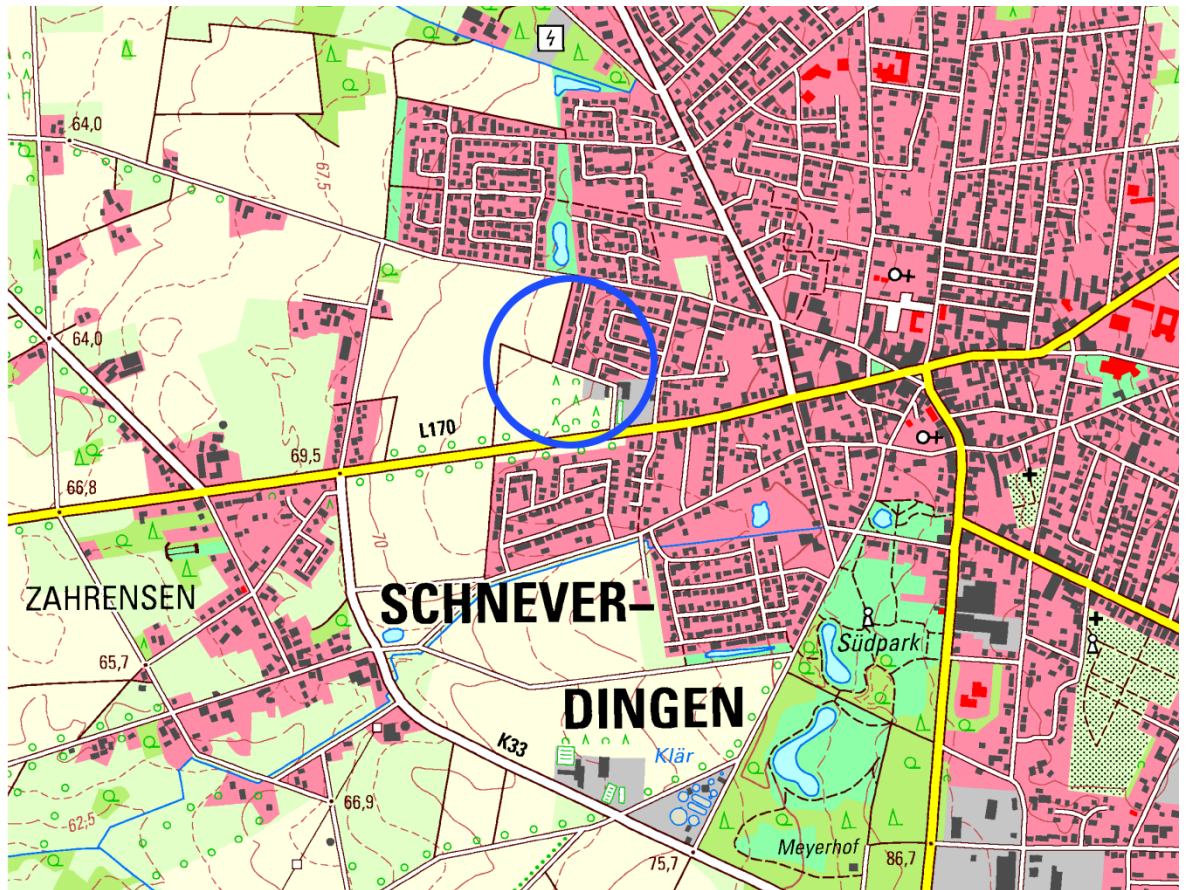 64,0
67,5
64,0
L170
69,5
66,8
70
ZAHRENSEN
SCHNEVER–
65,7
Südpark
DINGEN
K33
Klär
66,9
62,5
75,7
Meyerhof
86,7